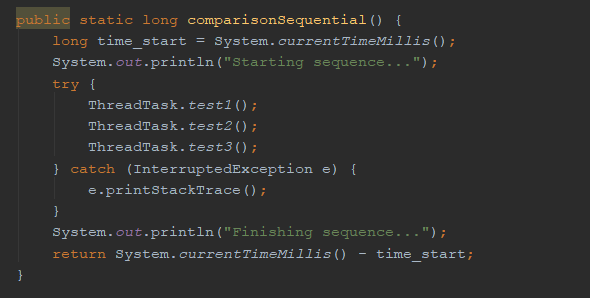 public static long comparisonSequential() {
    long time_start = System.currentTimeMillis();
    System.out.println("Starting sequence...");
    try {
        ThreadTask.test1();
        ThreadTask.test2();
        ThreadTask.test3();
    } catch (InterruptedException e) {
        e.printStackTrace();
    }
    System.out.println("Finishing sequence...");
    return System.currentTimeMillis() - time_start;
}